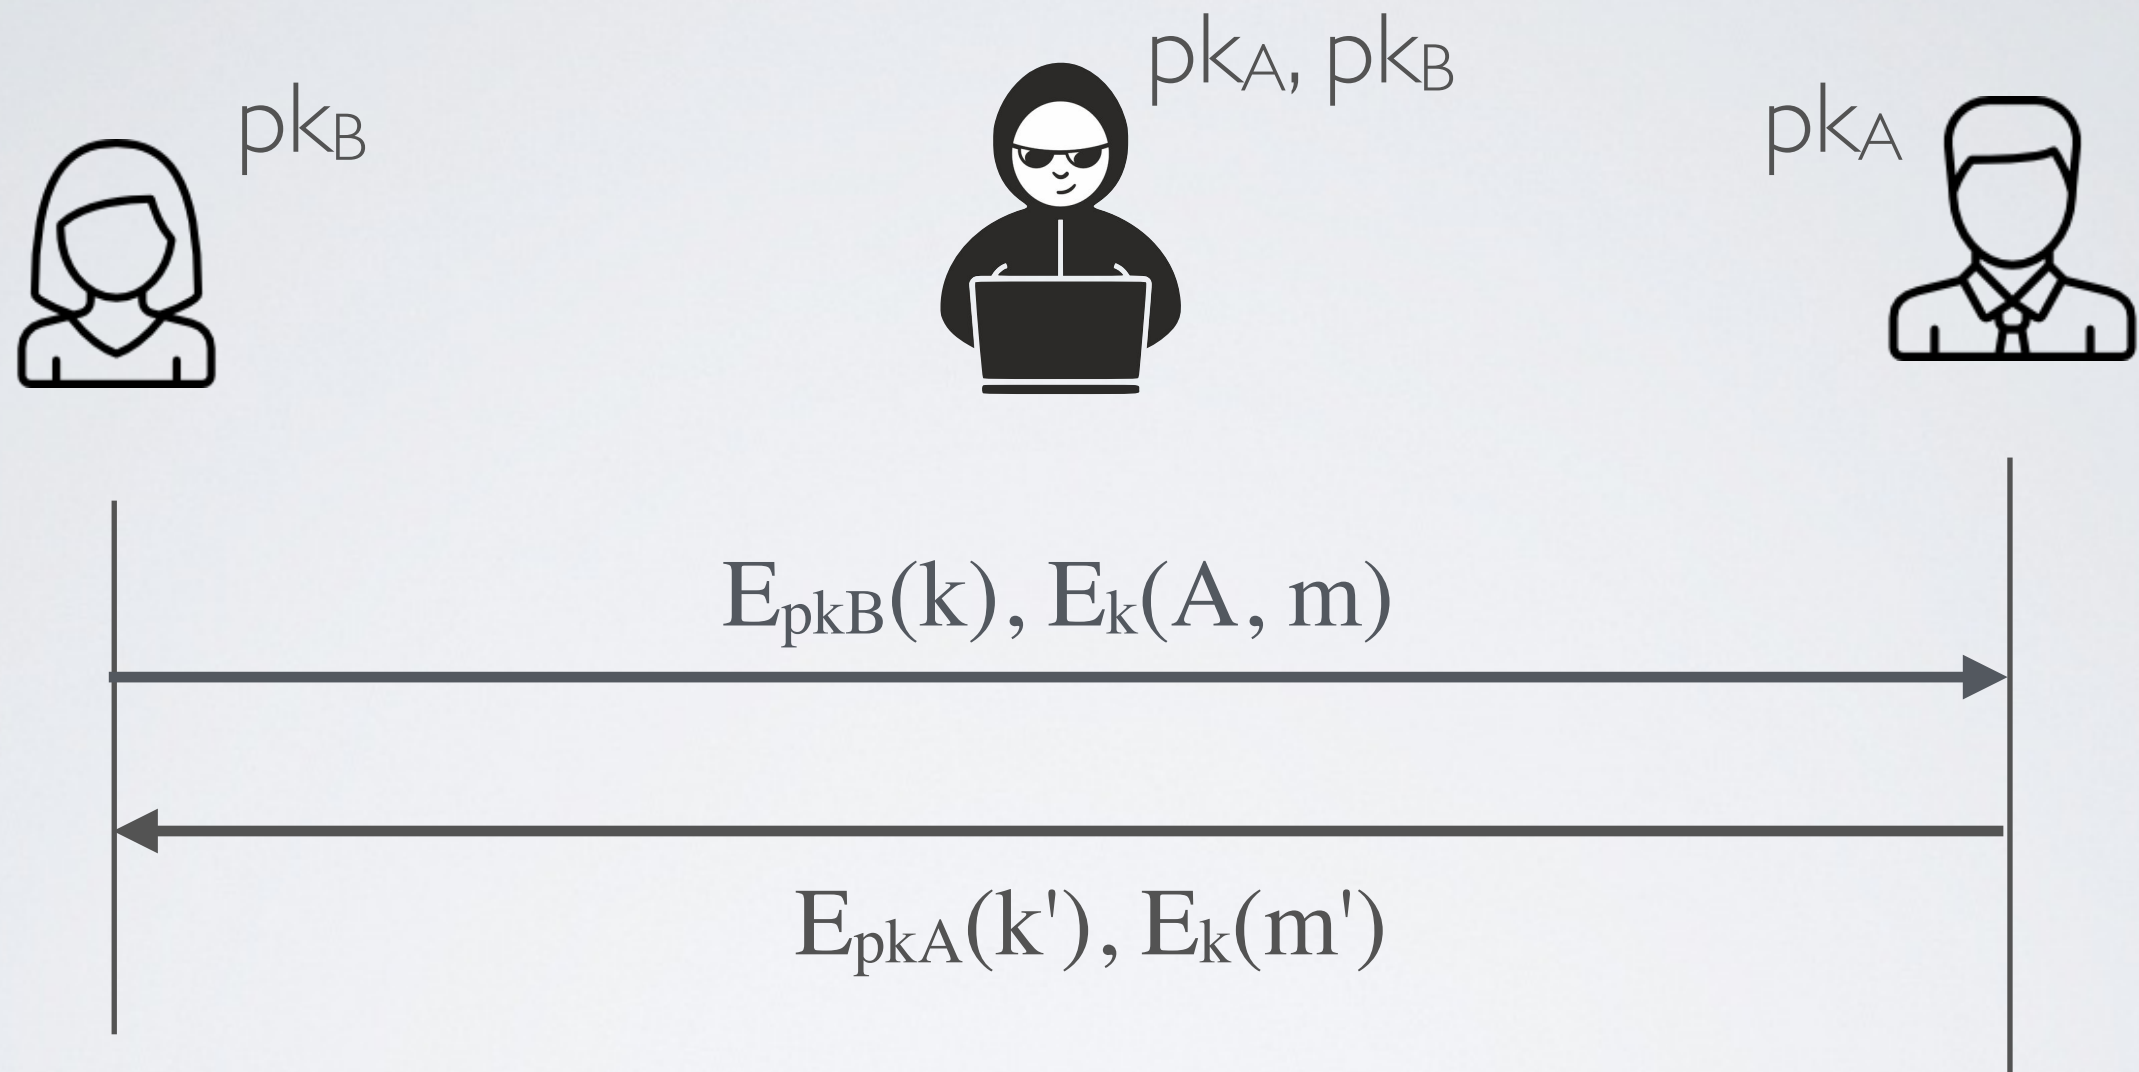 pkA, pkB
pkB
pkA
EpkB(k), Ek(A, m)
EpkA(k'), Ek(m')